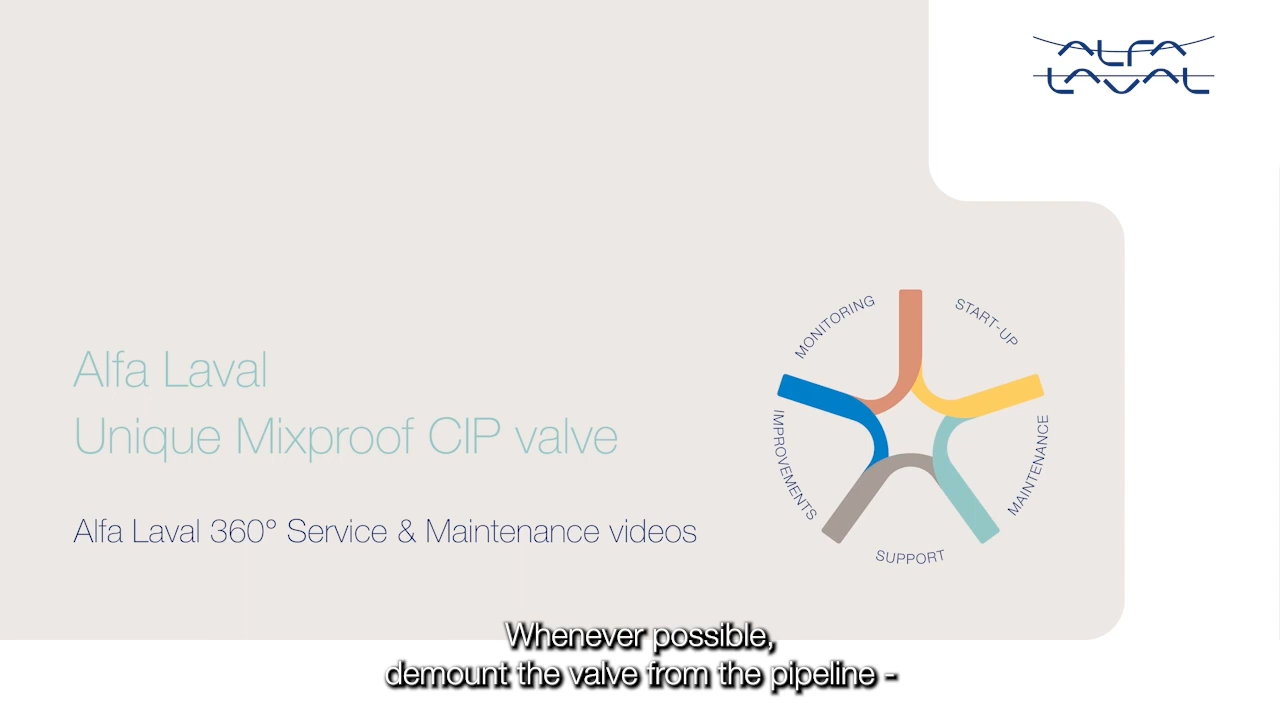 ALFA
LAVAL
MONITORING
START-UP
Alfa Laval
Unique Mixproof CIP valve
IMPROVEMENTS
MAINTENANCE
Alfa Laval 360° Service & Maintenance videos
SUPPORT
Whenever possible,
demount the valve from the pipeline -